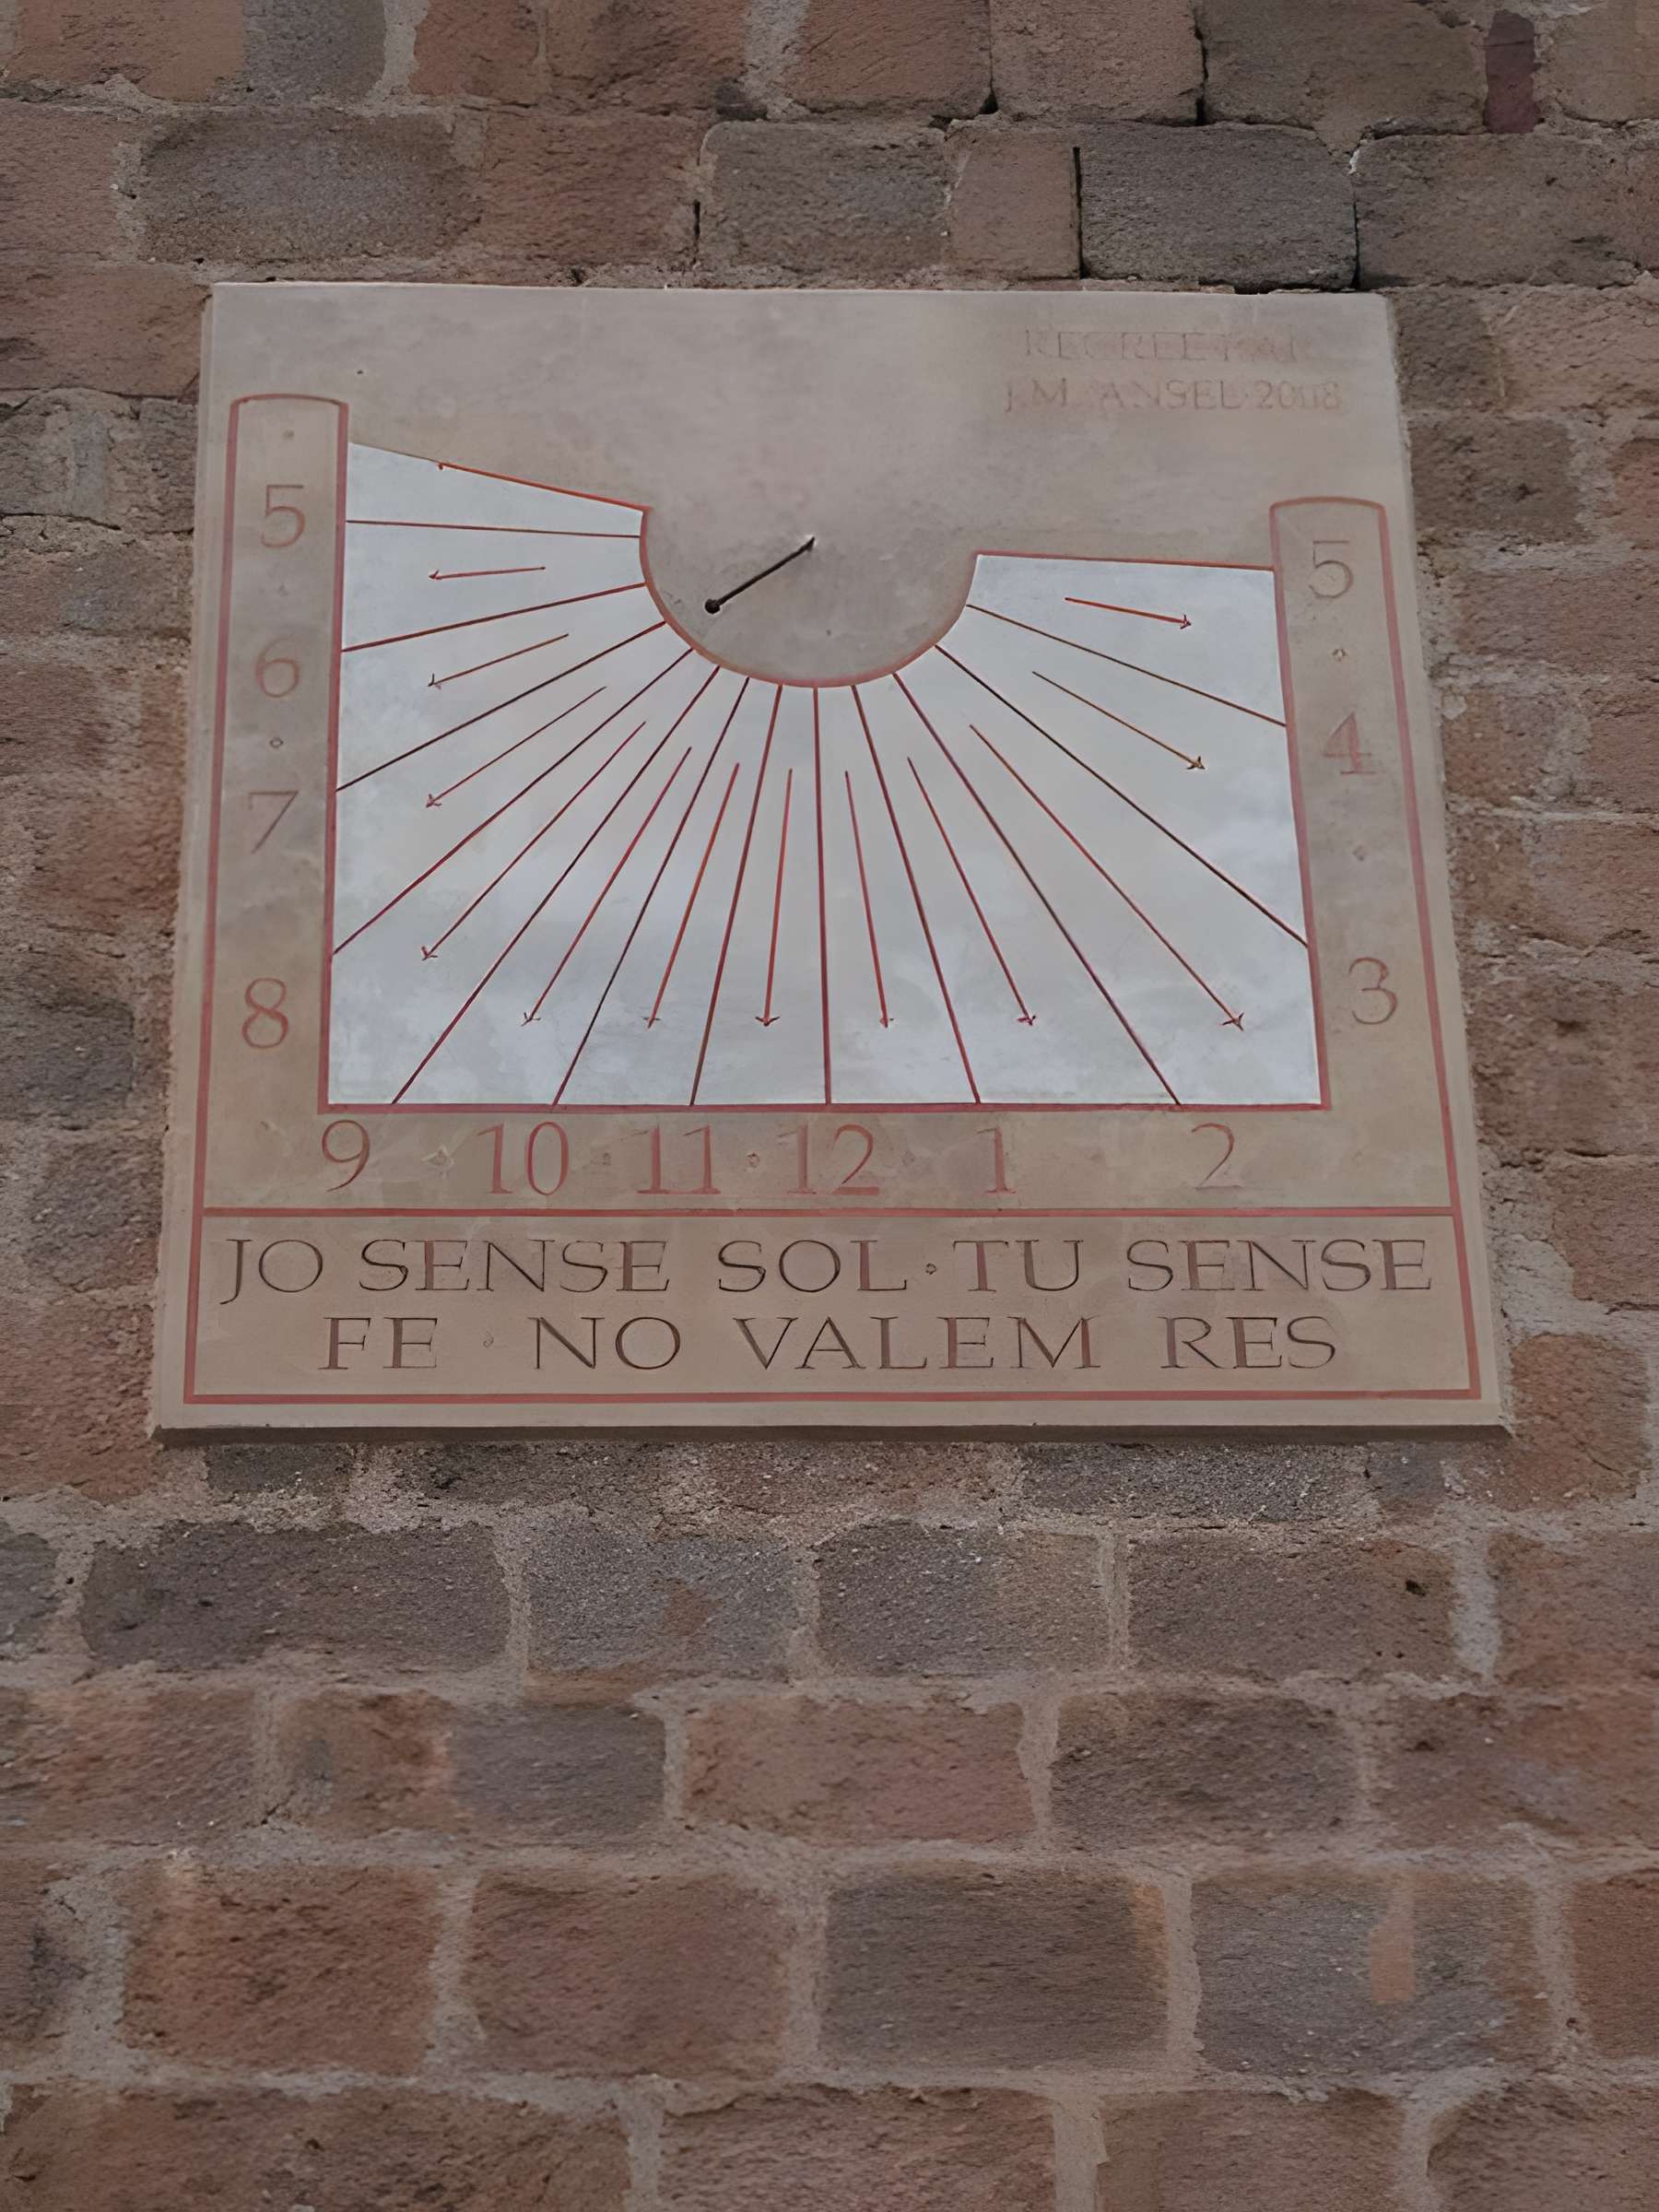 J.M. ANSEL·2008
5
6
7
8
5
4
3
9 10 11 12 1 2
JO SENSE SOL·TU SENSE
FE · NO VALEM RES